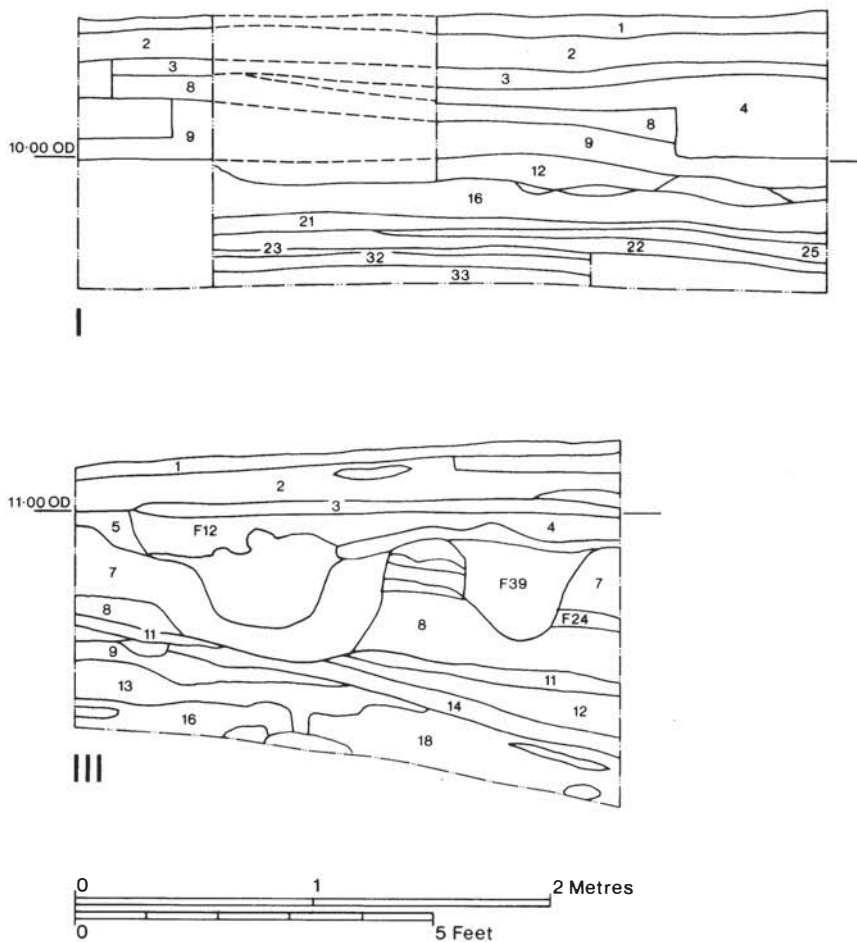 1
2 2
3 3
8 4
8
10·00 OD 9 9
12
16
21
23 22 25
32
33
I
1
2
11·00 OD 3
5 F12 4
7 F39 7
8 F24
11 8
9 11
13 14 12
16 18
III
0 1 2 Metres
0 5 Feet